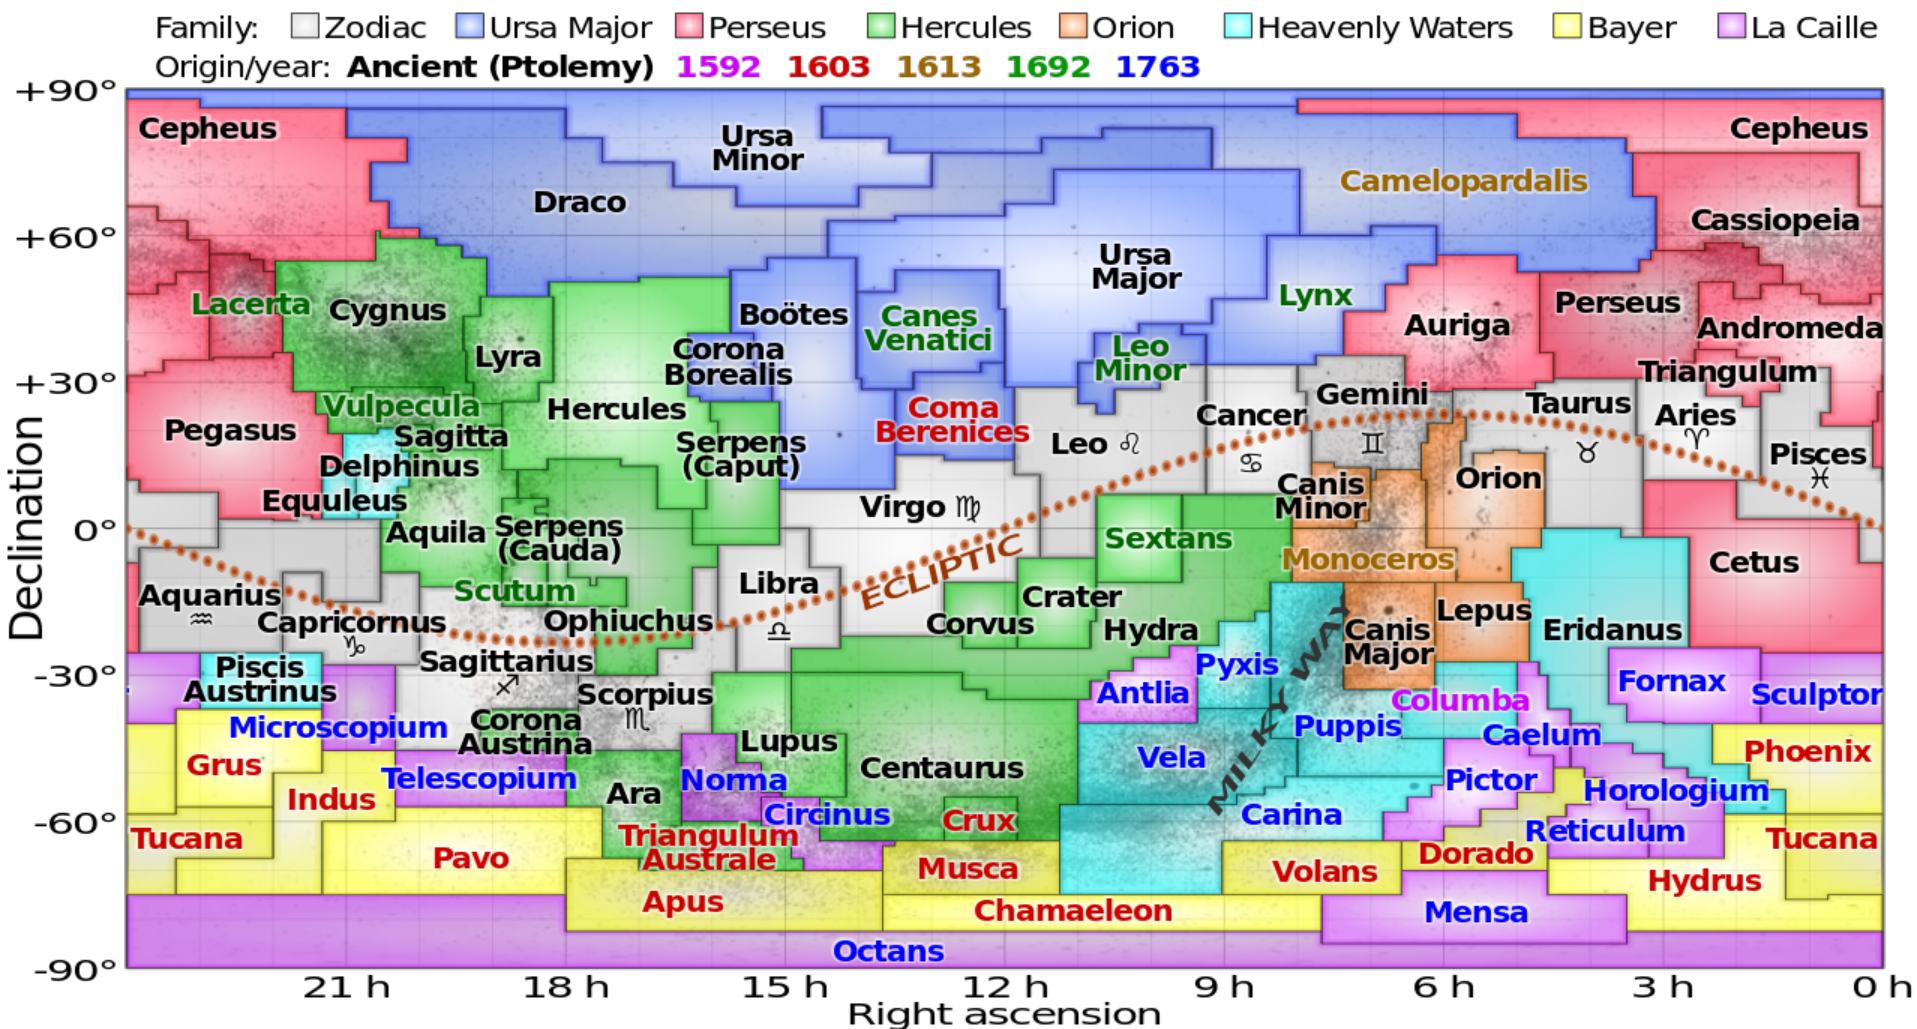 Family: Zodiac Ursa Major Perseus Hercules Orion Heavenly Waters Bayer La Caille
Origin/year: Ancient (Ptolemy) 1592 1603 1613 1692 1763
+90°
+60°
+30°
0°
-30°
-60°
-90°
Declination
Cepheus
Ursa
Minor
Cepheus
Draco
Camelopardalis
Cassiopeia
Ursa
Major
Lacerta
Cygnus
Boötes
Canes
Venatici
Lynx
Perseus
Auriga
Andromeda
Lyra
Corona
Borealis
Leo
Minor
Triangulum
Pegasus
Vulpecula
Sagitta
Hercules
Coma
Berenices
Cancer
♋
Gemini
♊
Taurus
♉
Aries
♈
Delphinus
Serpens
(Caput)
Leo ♌
Pisces
♓
Equuleus
Virgo ♍
Canis
Minor
Orion
Aquila
Serpens
(Cauda)
Sextans
Monoceros
Cetus
ECLIPTIC
Aquarius
♒
Scutum
Libra
♎
Crater
Lepus
Capricornus
♑
Ophiuchus
Corvus
Hydra
Canis
Major
Eridanus
Piscis
Austrinus
Sagittarius
♐
Scorpius
♏
Antlia
Pyxis
MILKY WAY
Columba
Fornax
Sculptor
Microscopium
Corona
Austrina
Lupus
Puppis
Caelum
Grus
Telescopium
Norma
Centaurus
Vela
Pictor
Phoenix
Indus
Ara
Circinus
Crux
Carina
Horologium
Tucana
Triangulum
Australe
Reticulum
Tucana
Pavo
Musca
Volans
Dorado
Hydrus
Apus
Chamaeleon
Mensa
Octans
21 h 18 h 15 h 12 h 9 h 6 h 3 h 0 h
Right ascension